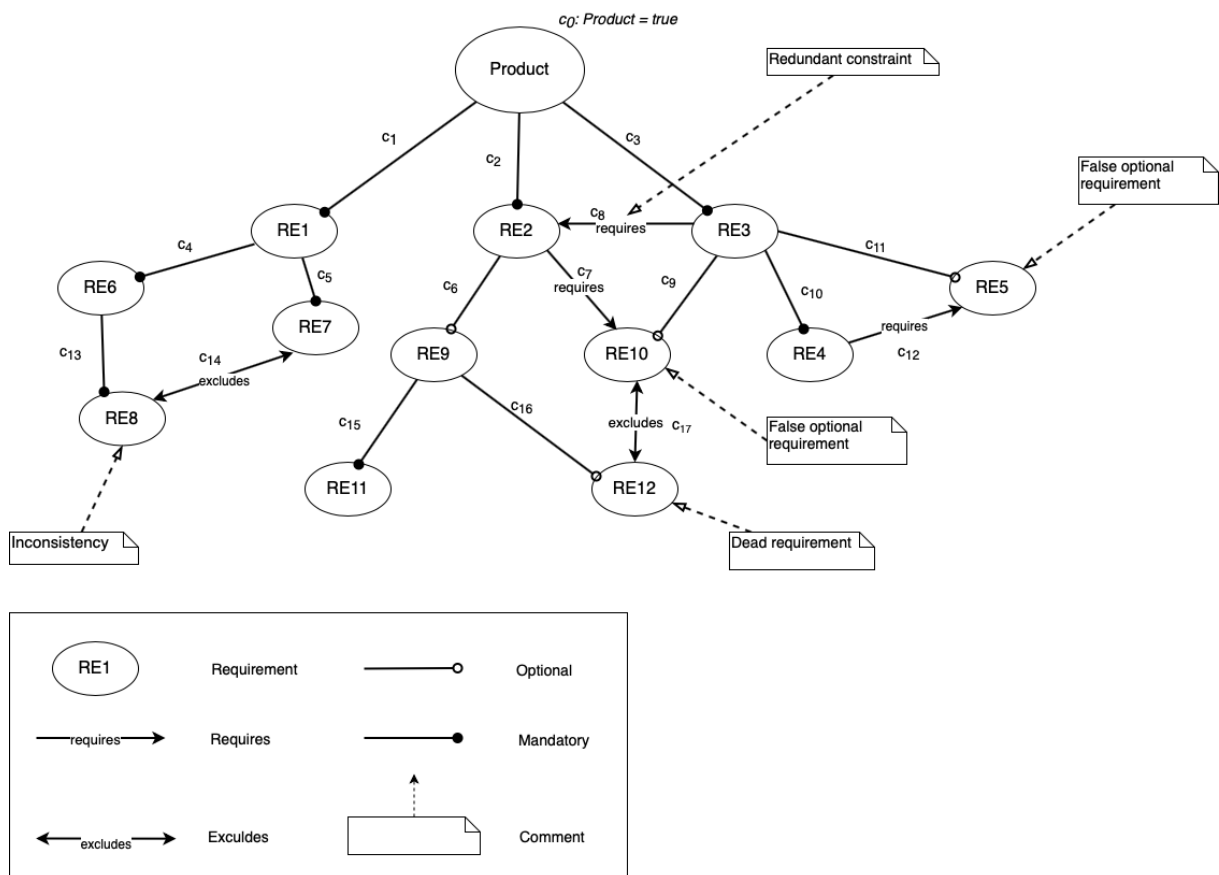 c0: Product = true
Product
Redundant constraint
c1
c2
c3
False optional
requirement
RE1
RE2
c8
requires
RE3
c4
c5
c6
c7
requires
c9
c10
c11
RE6
RE7
RE5
RE9
RE10
RE4
requires
c12
c13
c14
excludes
RE8
c15
c16
excludes
c17
False optional
requirement
RE11
RE12
Inconsistency
Dead requirement
RE1
Requirement
Optional
requires
Requires
Mandatory
excludes
Exculdes
Comment